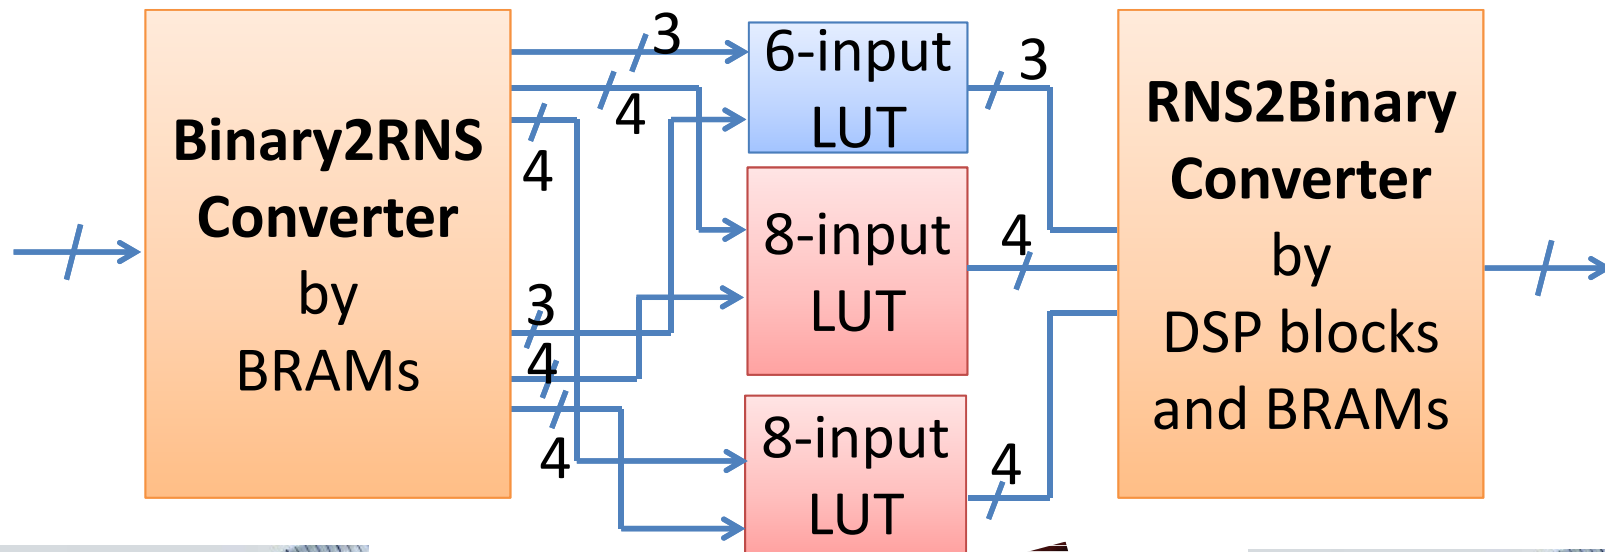 Binary2RNS
Converter
by
BRAMs
3
4
4
3
4
4
6-input
LUT
8-input
LUT
8-input
LUT
3
4
4
RNS2Binary
Converter
by
DSP blocks
and BRAMs